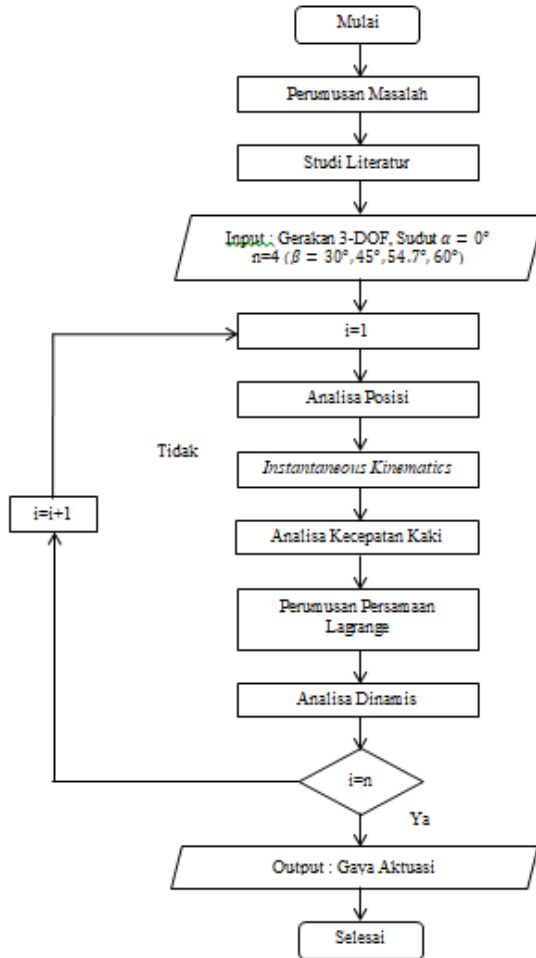 Mulai
Perumusan Masalah
Studi Literatur
Input : Gerakan 3-DOF, Sudut α = 0°
n=4 (β = 30°, 45°, 54.7°, 60°)
i=1
Analisa Posisi
Tidak
Instantaneous Kinematics
i=i+1
Analisa Kecepatan Kaki
Perumusan Persamaan
Lagrange
Analisa Dinamis
i=n
Ya
Output : Gaya Aktuasi
Selesai